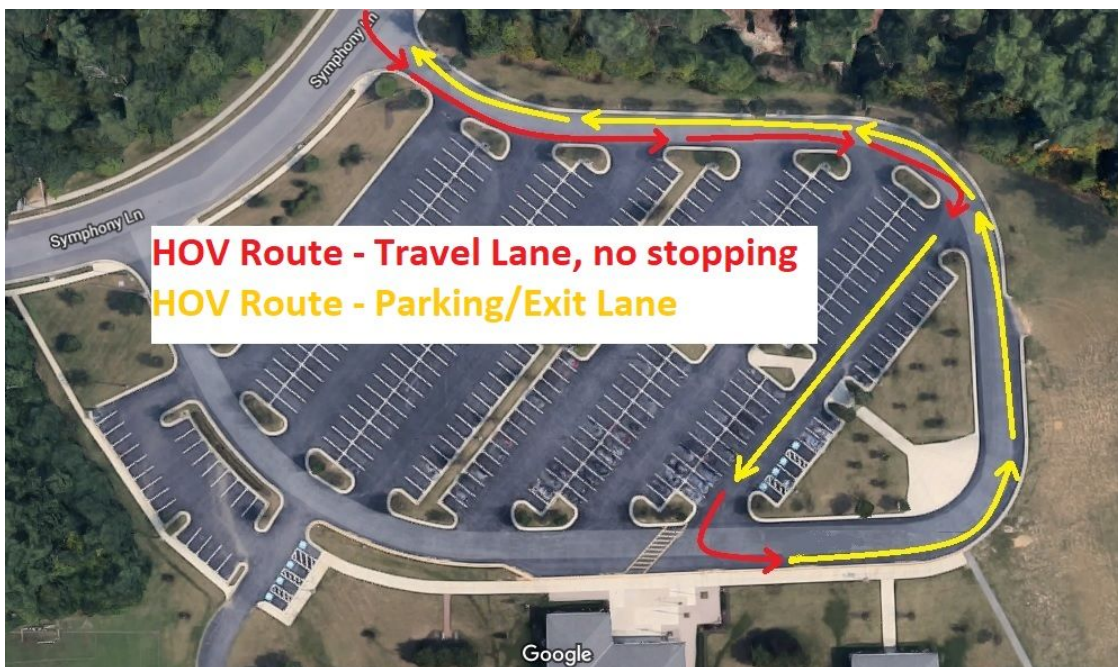 Symphony Ln
Symphony Ln
HOV Route - Travel Lane, no stopping
HOV Route - Parking/Exit Lane
Google